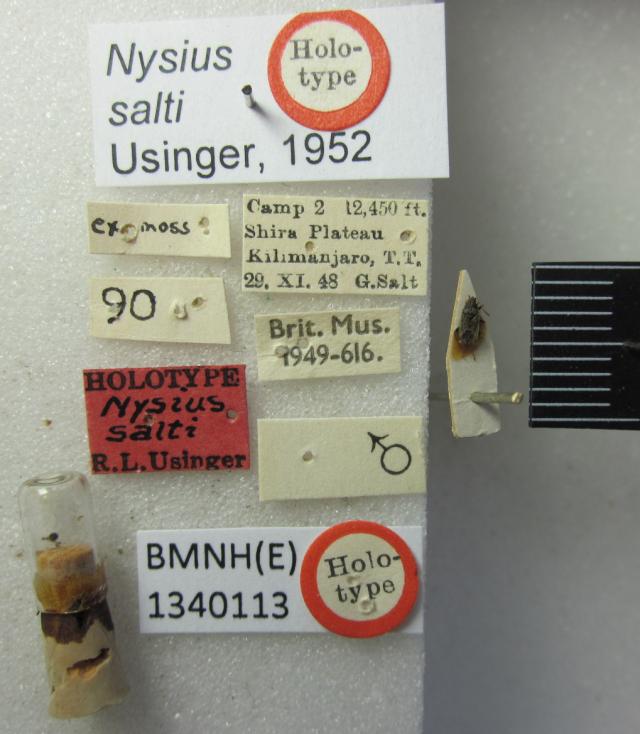 Nysius
salti
Usinger, 1952
Holo-
type
ex moss
Camp 2 12,450 ft.
Shira Plateau
Kilimanjaro, T.T.
29. XI. 48 G.Salt
90
Brit. Mus.
1949-616.
HOLOTYPE
Nysius
salti
R.L.Usinger
♂
BMNH(E)
1340113
Holo-
type